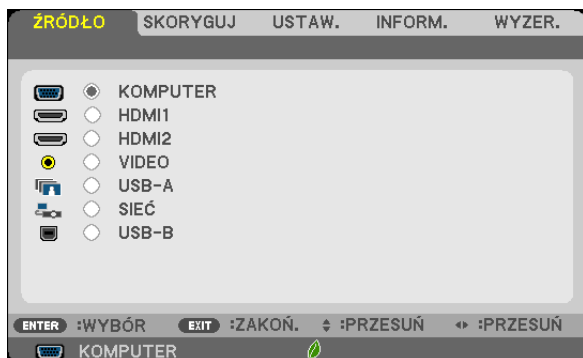 ŹRÓDŁO SKORYGUJ USTAW. INFORM. WYZER.
KOMPUTER
HDMI1
HDMI2
VIDEO
USB-A
SIEĆ
USB-B
ENTER :WYBÓR EXIT :ZAKOŃ. :PRZESUŃ :PRZESUŃ
KOMPUTER